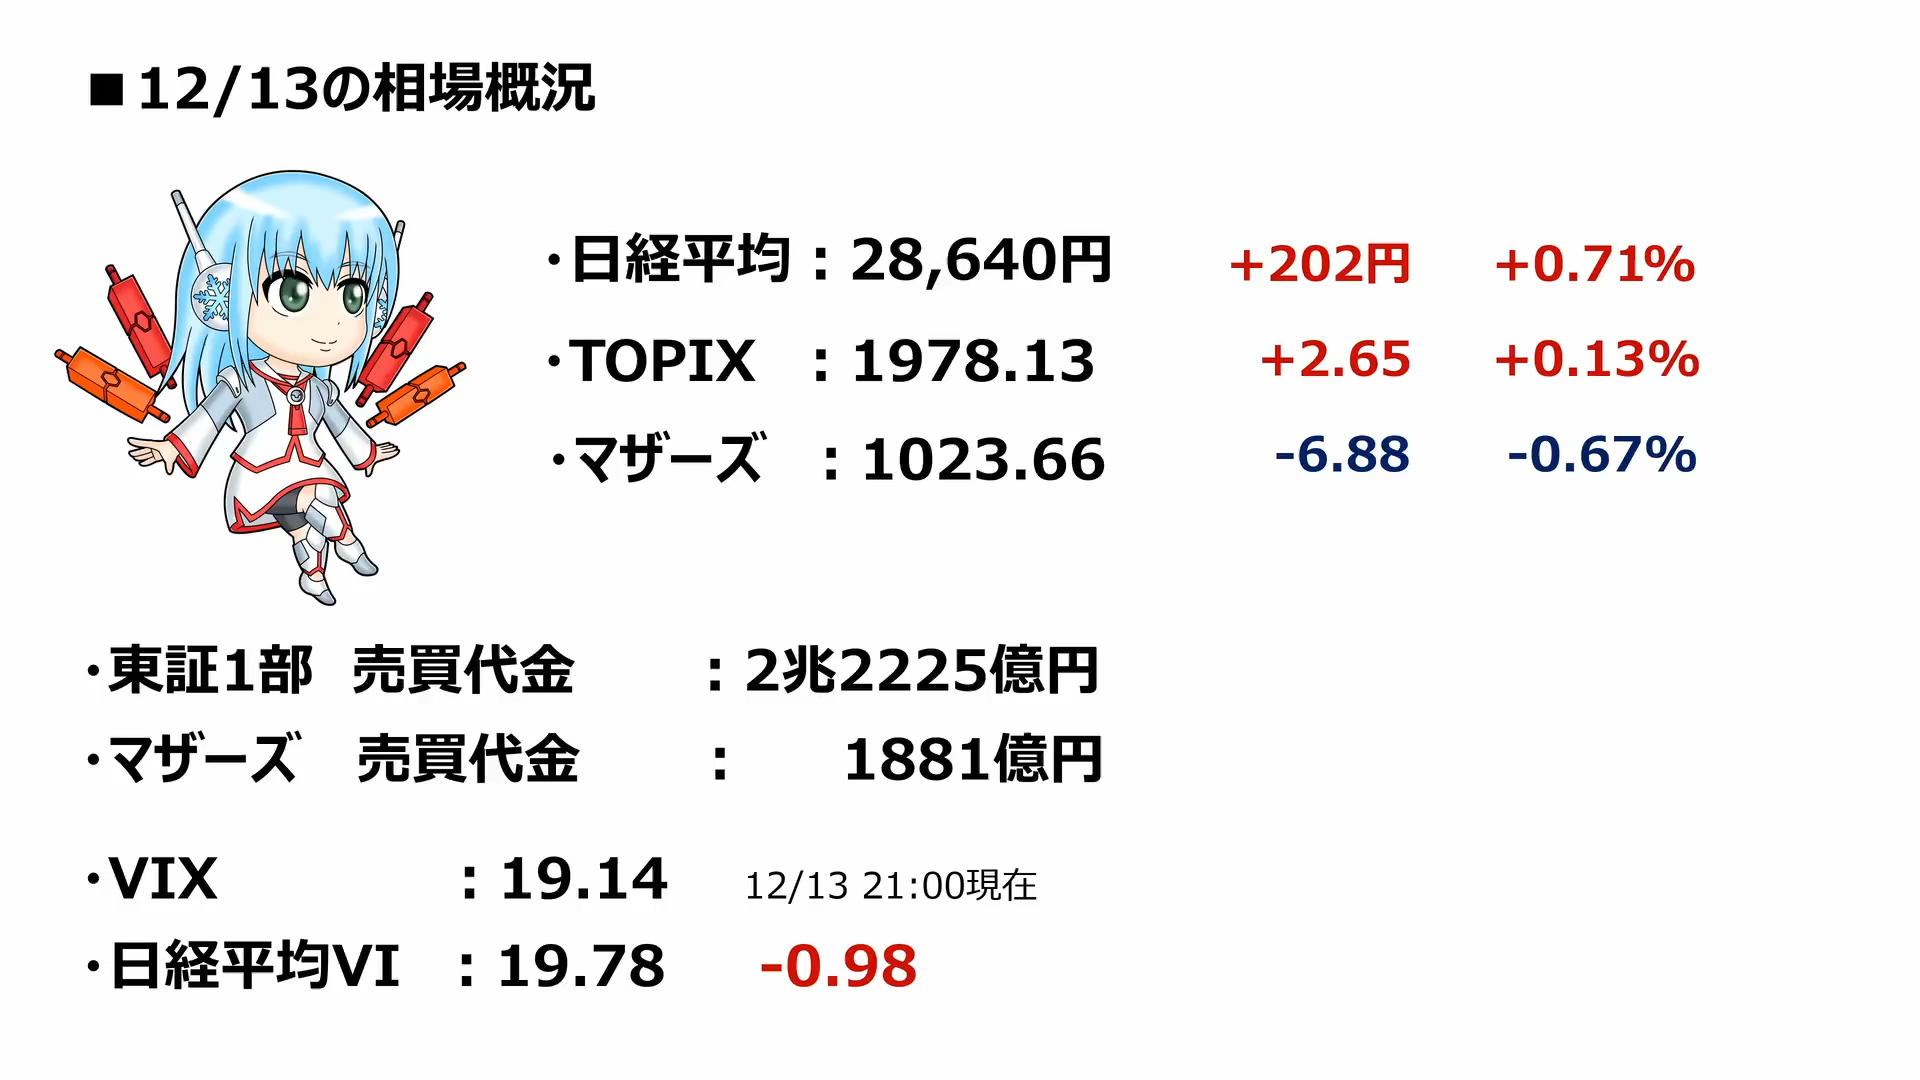 ■12/13の相場概況
・日経平均：28,640円 +202円 +0.71%
・TOPIX ：1978.13 +2.65 +0.13%
・マザーズ ：1023.66 -6.88 -0.67%
・東証1部 売買代金 ：2兆2225億円
・マザーズ 売買代金 ： 1881億円
・VIX ：19.14 12/13 21:00現在
・日経平均VI ：19.78 -0.98